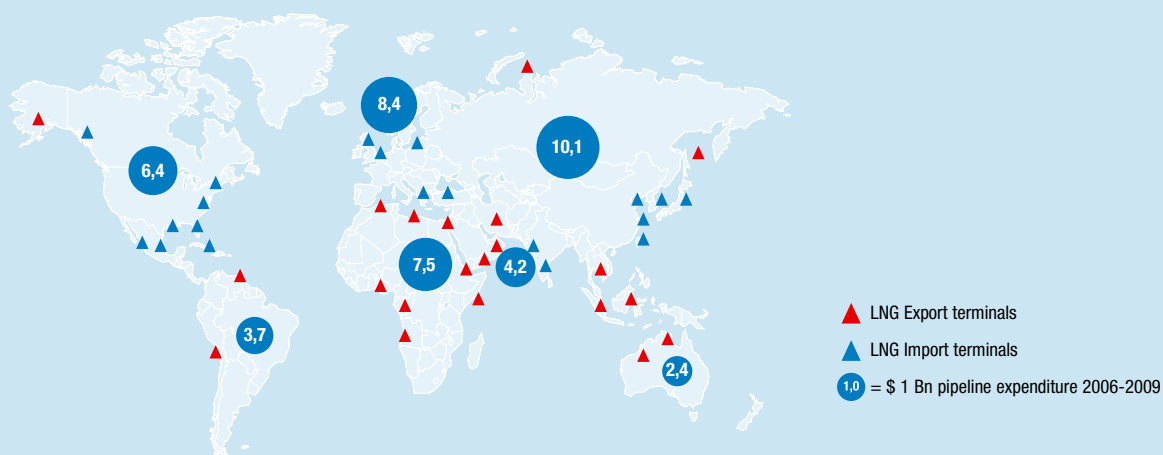 8,4
10,1
6,4
7,5
4,2
3,7
2,4
LNG Export terminals
LNG Import terminals
1,0 = $ 1 Bn pipeline expenditure 2006-2009